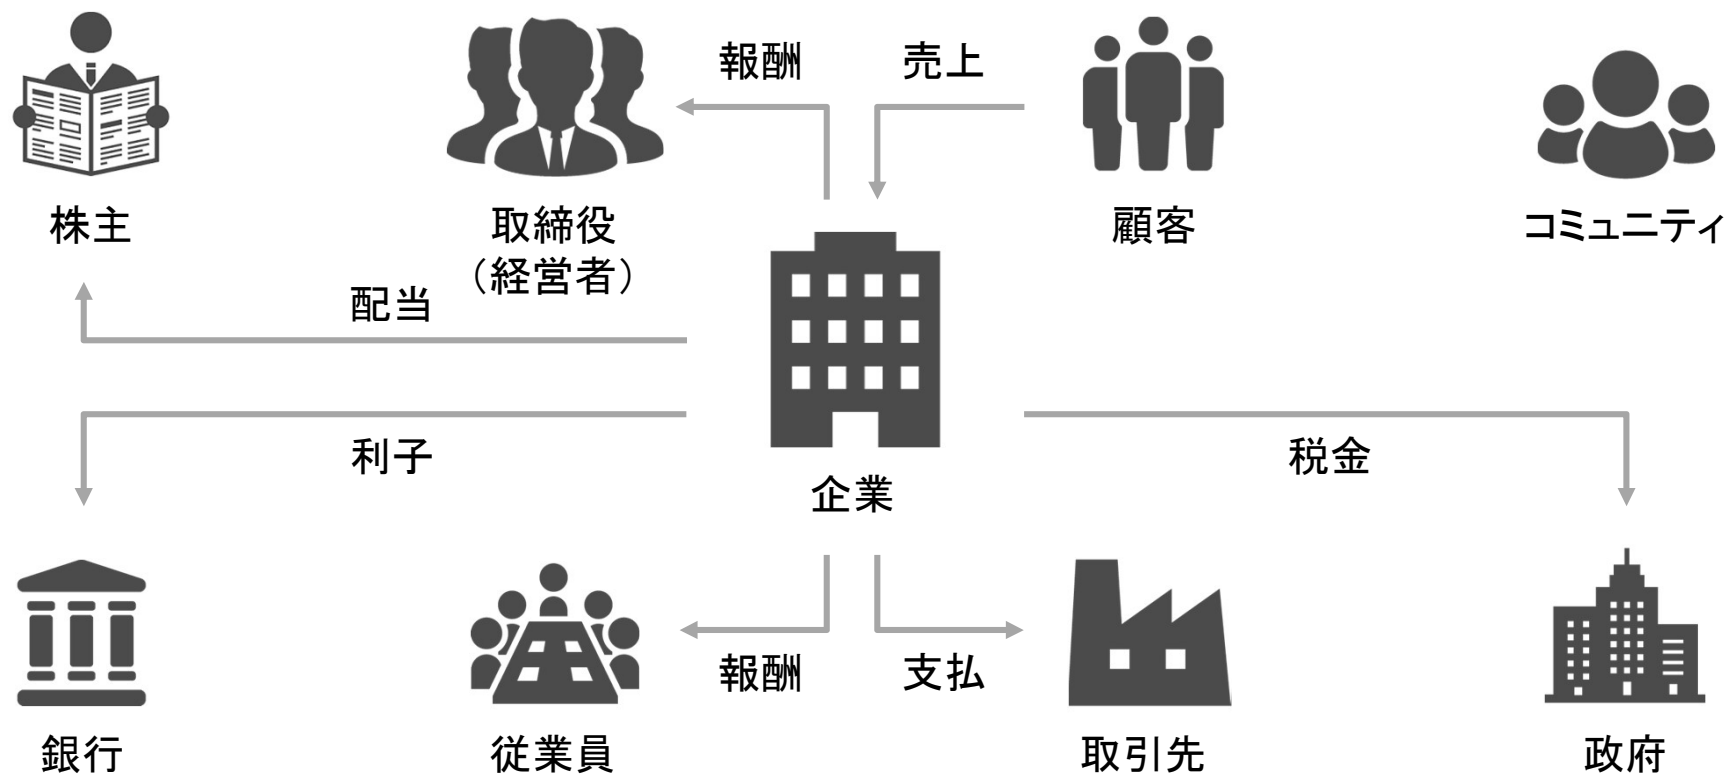 報酬
売上
株主
取締役
（経営者）
顧客
コミュニティ
配当
利子
税金
企業
報酬
支払
銀行
従業員
取引先
政府